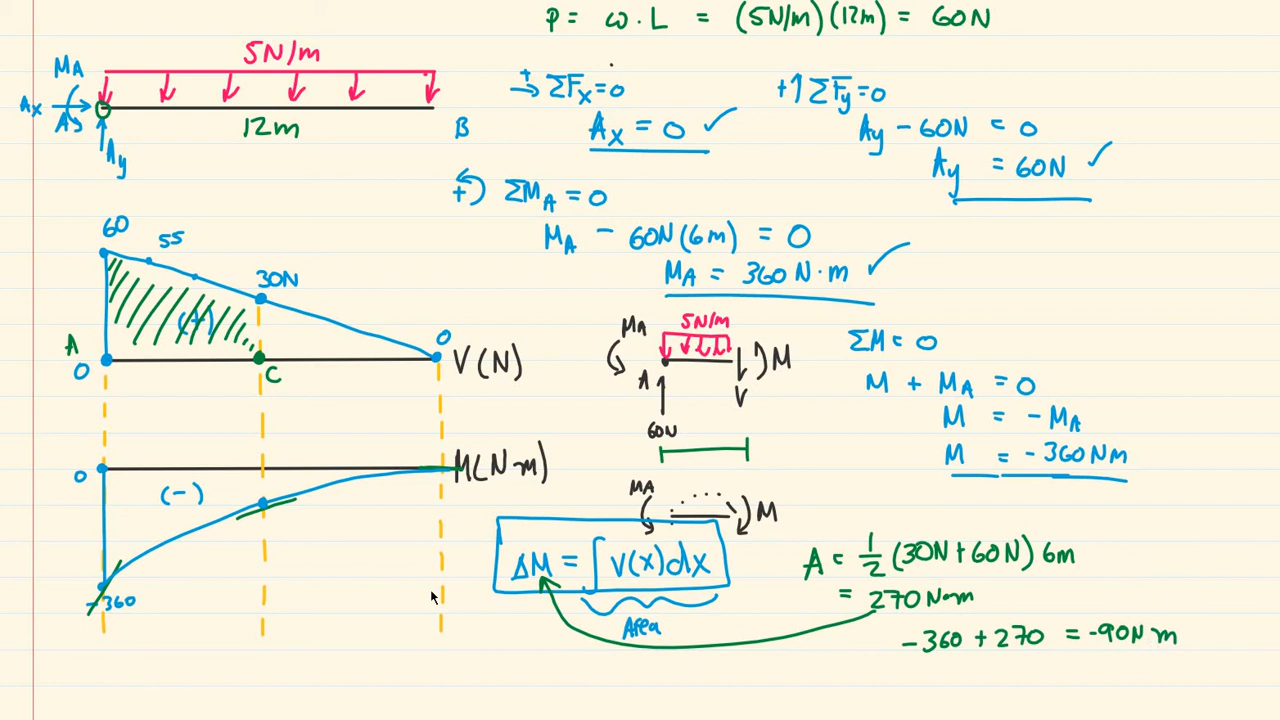 P = ω·L = (5N/m)(12m) = 60N
5N/m
MA
Ax
A
Ay
12m
B
+→ ΣFx=0
Ax = 0 ✓
+↑ ΣFy=0
Ay - 60N = 0
Ay = 60N ✓
+ ΣMA = 0
MA - 60N(6m) = 0
MA = 360 N·m ✓
60
55
30N
(+)
A
0
C
0
V(N)
MA
5N/m
M
A
V
60N
ΣM = 0
M + MA = 0
M = -MA
M = -360Nm
0
(-)
M(N·m)
-360
MA
M
ΔM = ∫V(x)dx
Area
A = 1/2 (30N+60N) 6m
= 270 N·m
-360 + 270 = -90N m